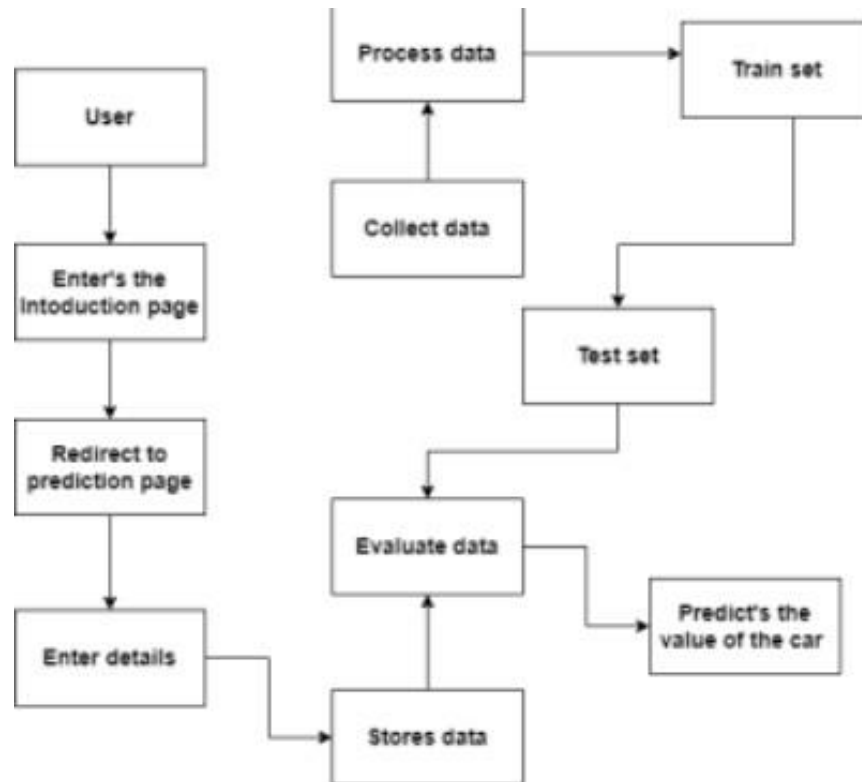 Process data
Train set
User
Collect data
Enter's the
Intoduction page
Test set
Redirect to
prediction page
Evaluate data
Predict's the
value of the car
Enter details
Stores data